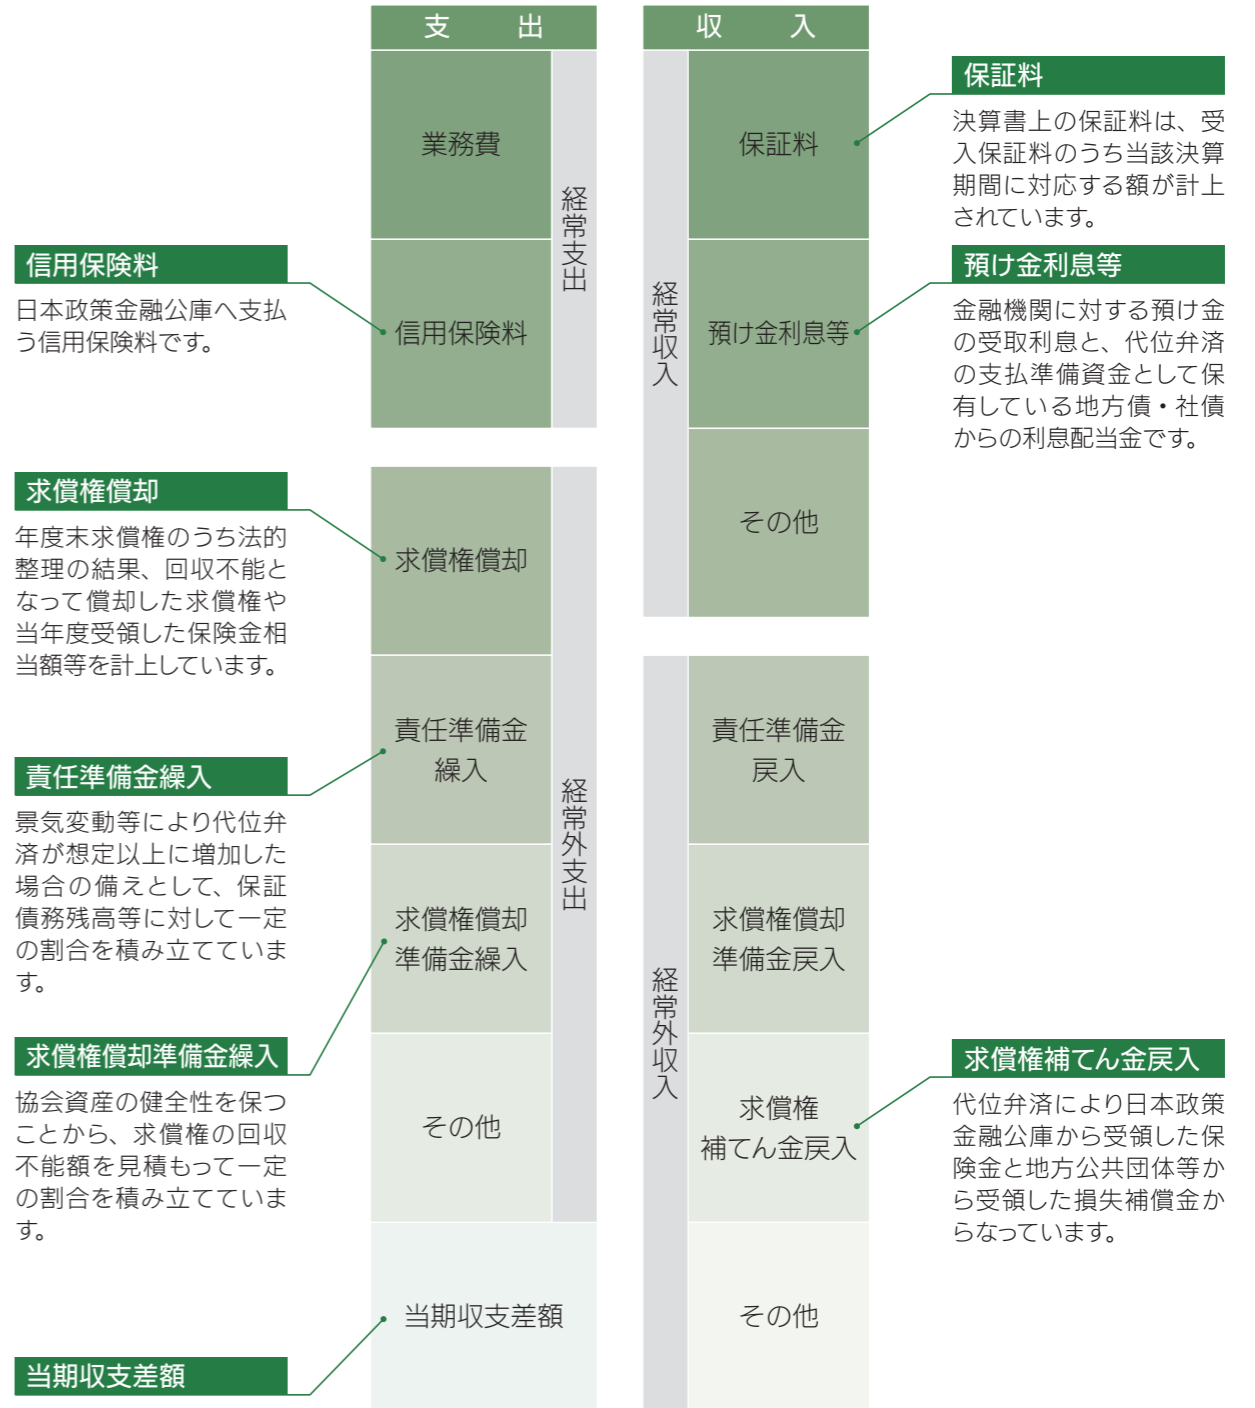 支出
業務費
信用保険料
経常支出
求償権償却
責任準備金
繰入
求償権償却
準備金繰入
その他
経常外支出
当期収支差額
収入
経常収入
保証料
預け金利息等
その他
経常外収入
責任準備金
戻入
求償権償却
準備金戻入
求償権
補てん金戻入
その他
信用保険料
日本政策金融公庫へ支払
う信用保険料です。
求償権償却
年度末求償権のうち法的
整理の結果、回収不能と
なって償却した求償権や
当年度受領した保険金相
当額等を計上しています。
責任準備金繰入
景気変動等により代位弁
済が想定以上に増加した
場合の備えとして、保証
債務残高等に対して一定
の割合を積み立てていま
す。
求償権償却準備金繰入
協会資産の健全性を保つ
ことから、求償権の回収
不能額を見積もって一定
の割合を積み立てていま
す。
当期収支差額
保証料
決算書上の保証料は、受
入保証料のうち当該決算
期間に対応する額が計上
されています。
預け金利息等
金融機関に対する預け金
の受取利息と、代位弁済
の支払準備資金として保
有している地方債・社債
からの利息配当金です。
求償権補てん金戻入
代位弁済により日本政策
金融公庫から受領した保
険金と地方公共団体等か
ら受領した損失補償金か
らなっています。